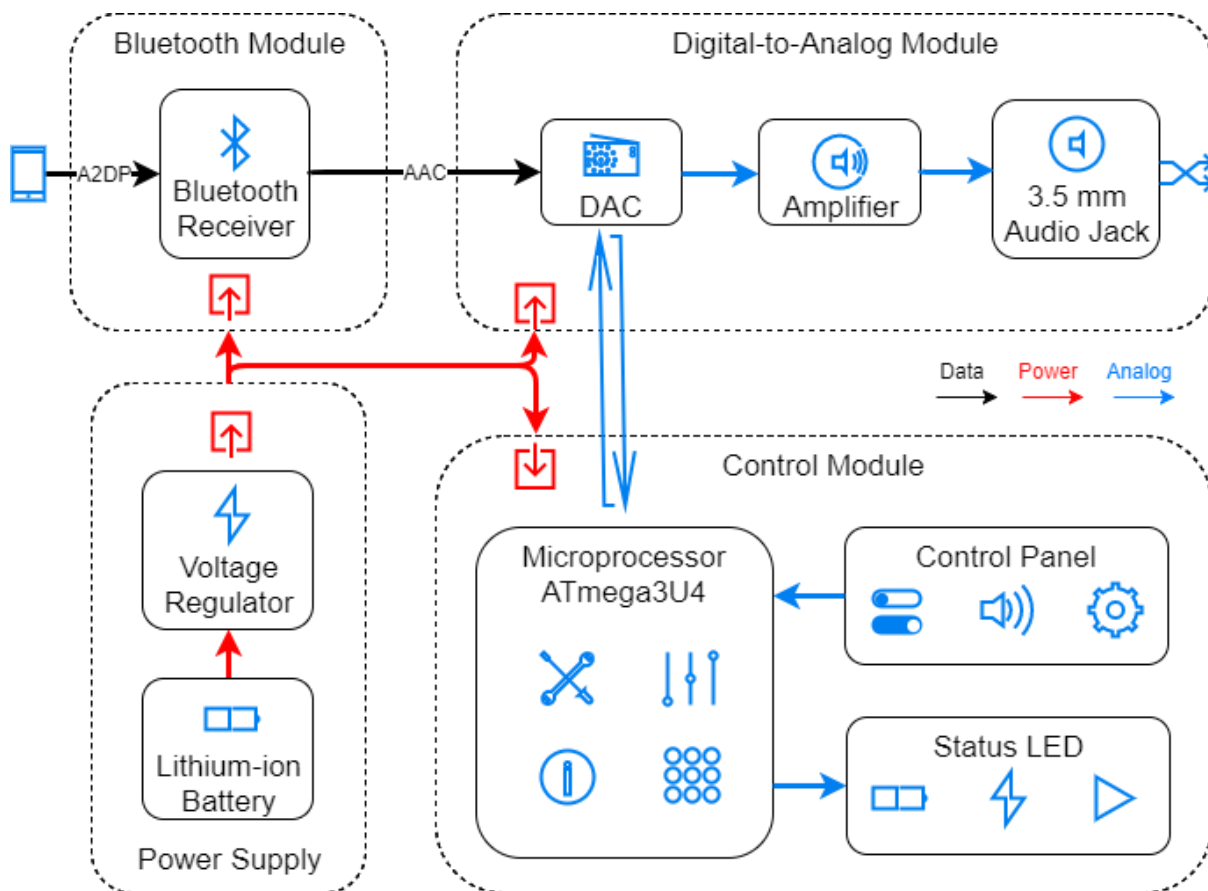 Bluetooth Module
Digital-to-Analog Module
A2DP
Bluetooth
Receiver
AAC
DAC
Amplifier
3.5 mm
Audio Jack
Data
Power
Analog
Control Module
Voltage
Regulator
Lithium-ion
Battery
Power Supply
Microprocessor
ATmega3U4
Control Panel
Status LED